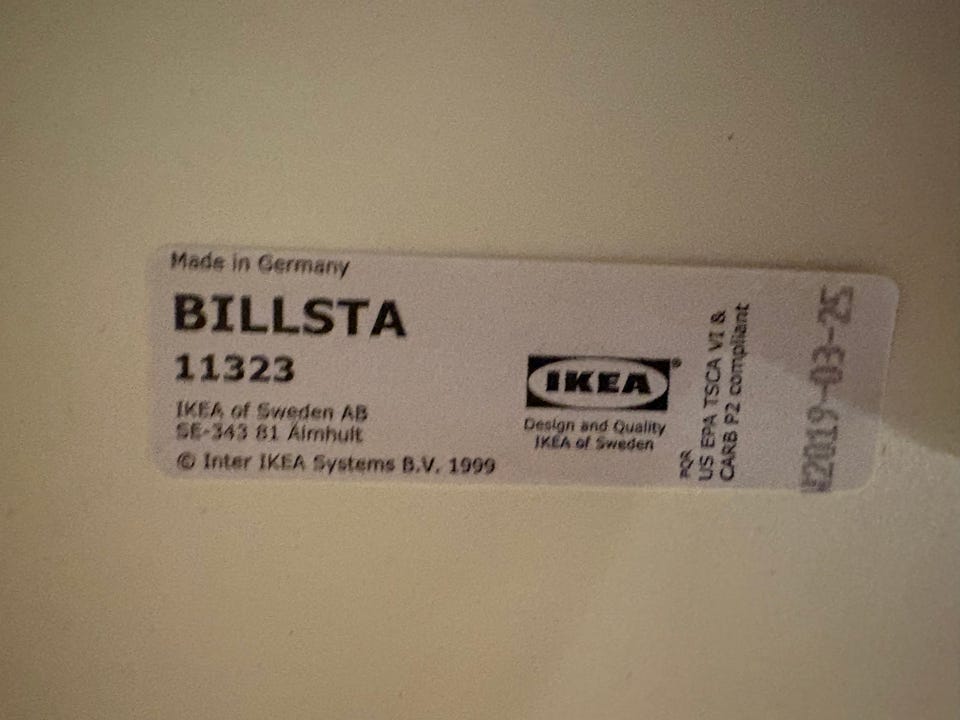 Made in Germany
BILLSTA
11323
IKEA of Sweden AB
SE-343 81 Älmhult
© Inter IKEA Systems B.V. 1999
IKEA®
Design and Quality
IKEA of Sweden
PQR
US EPA TSCA VI &
CARB P2 compliant
2019-03-25